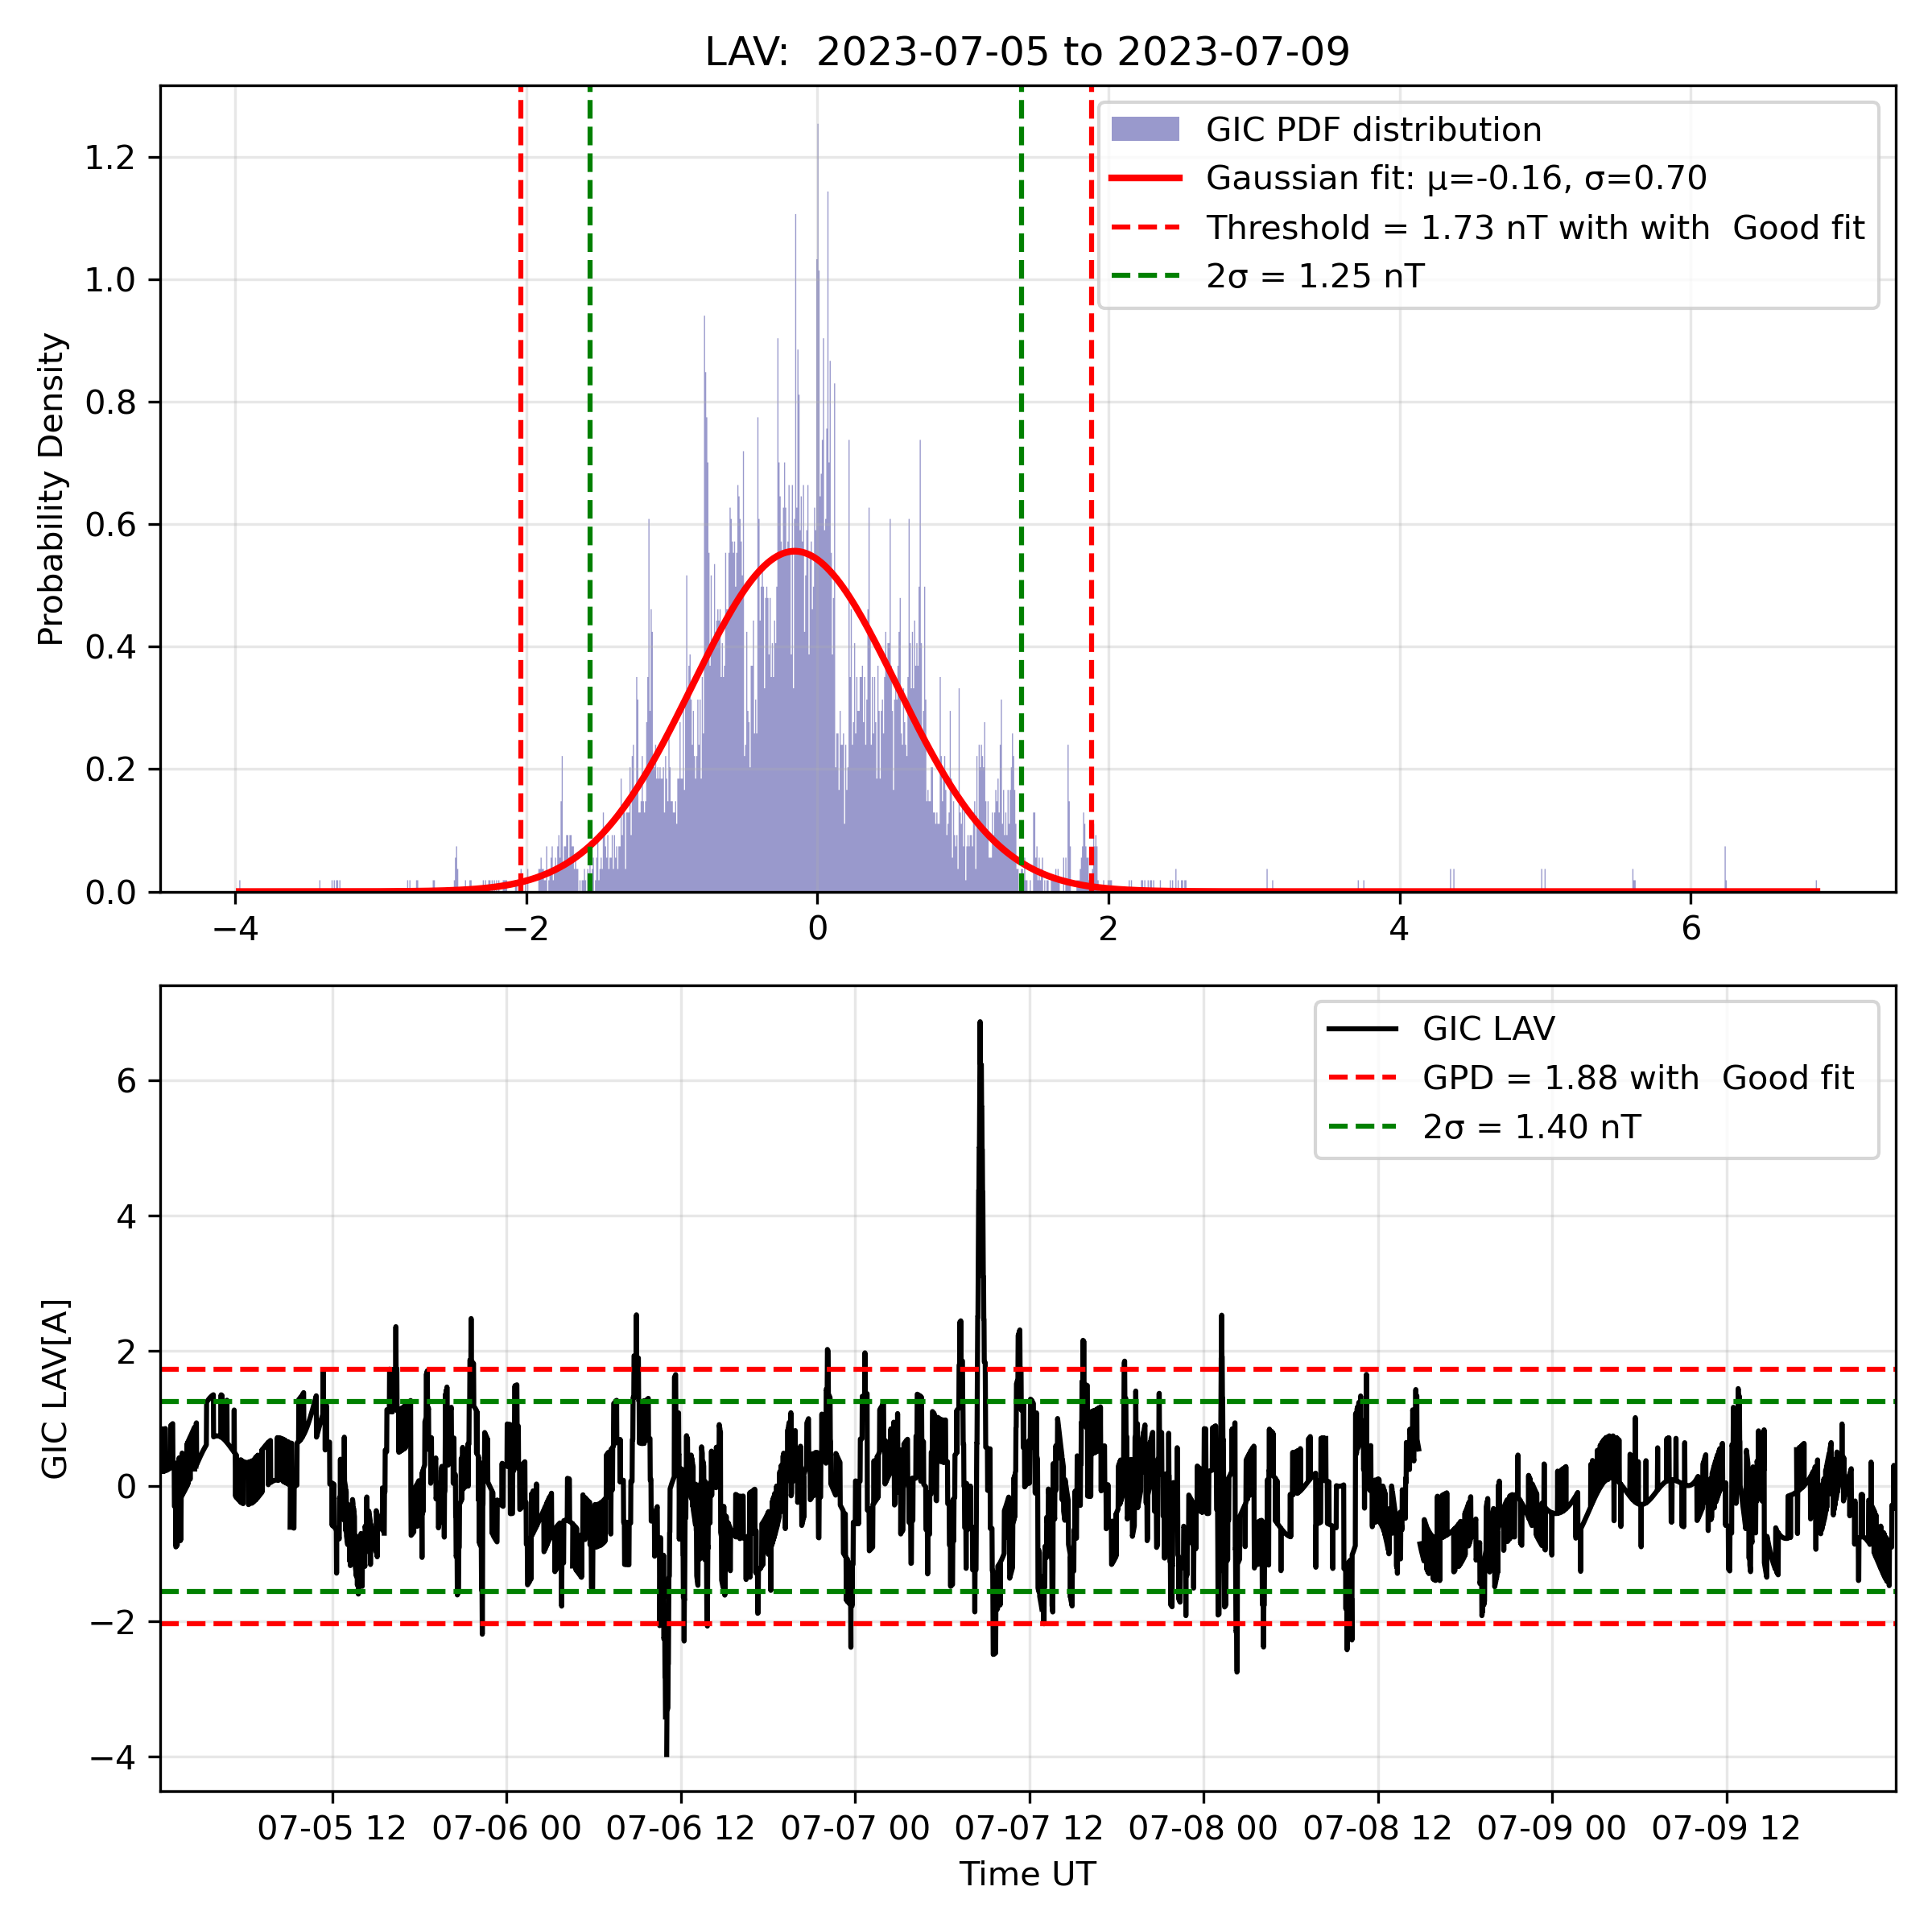 LAV:  2023-07-05 to 2023-07-09
GIC PDF distribution
Gaussian fit: μ=-0.16, σ=0.70
Threshold = 1.73 nT with with  Good fit
2σ = 1.25 nT
Probability Density
1.2
1.0
0.8
0.6
0.4
0.2
0.0
−4 −2 0 2 4 6
GIC LAV
GPD = 1.88 with  Good fit
2σ = 1.40 nT
GIC LAV[A]
6
4
2
0
−2
−4
07-05 12 07-06 00 07-06 12 07-07 00 07-07 12 07-08 00 07-08 12 07-09 00 07-09 12
Time UT